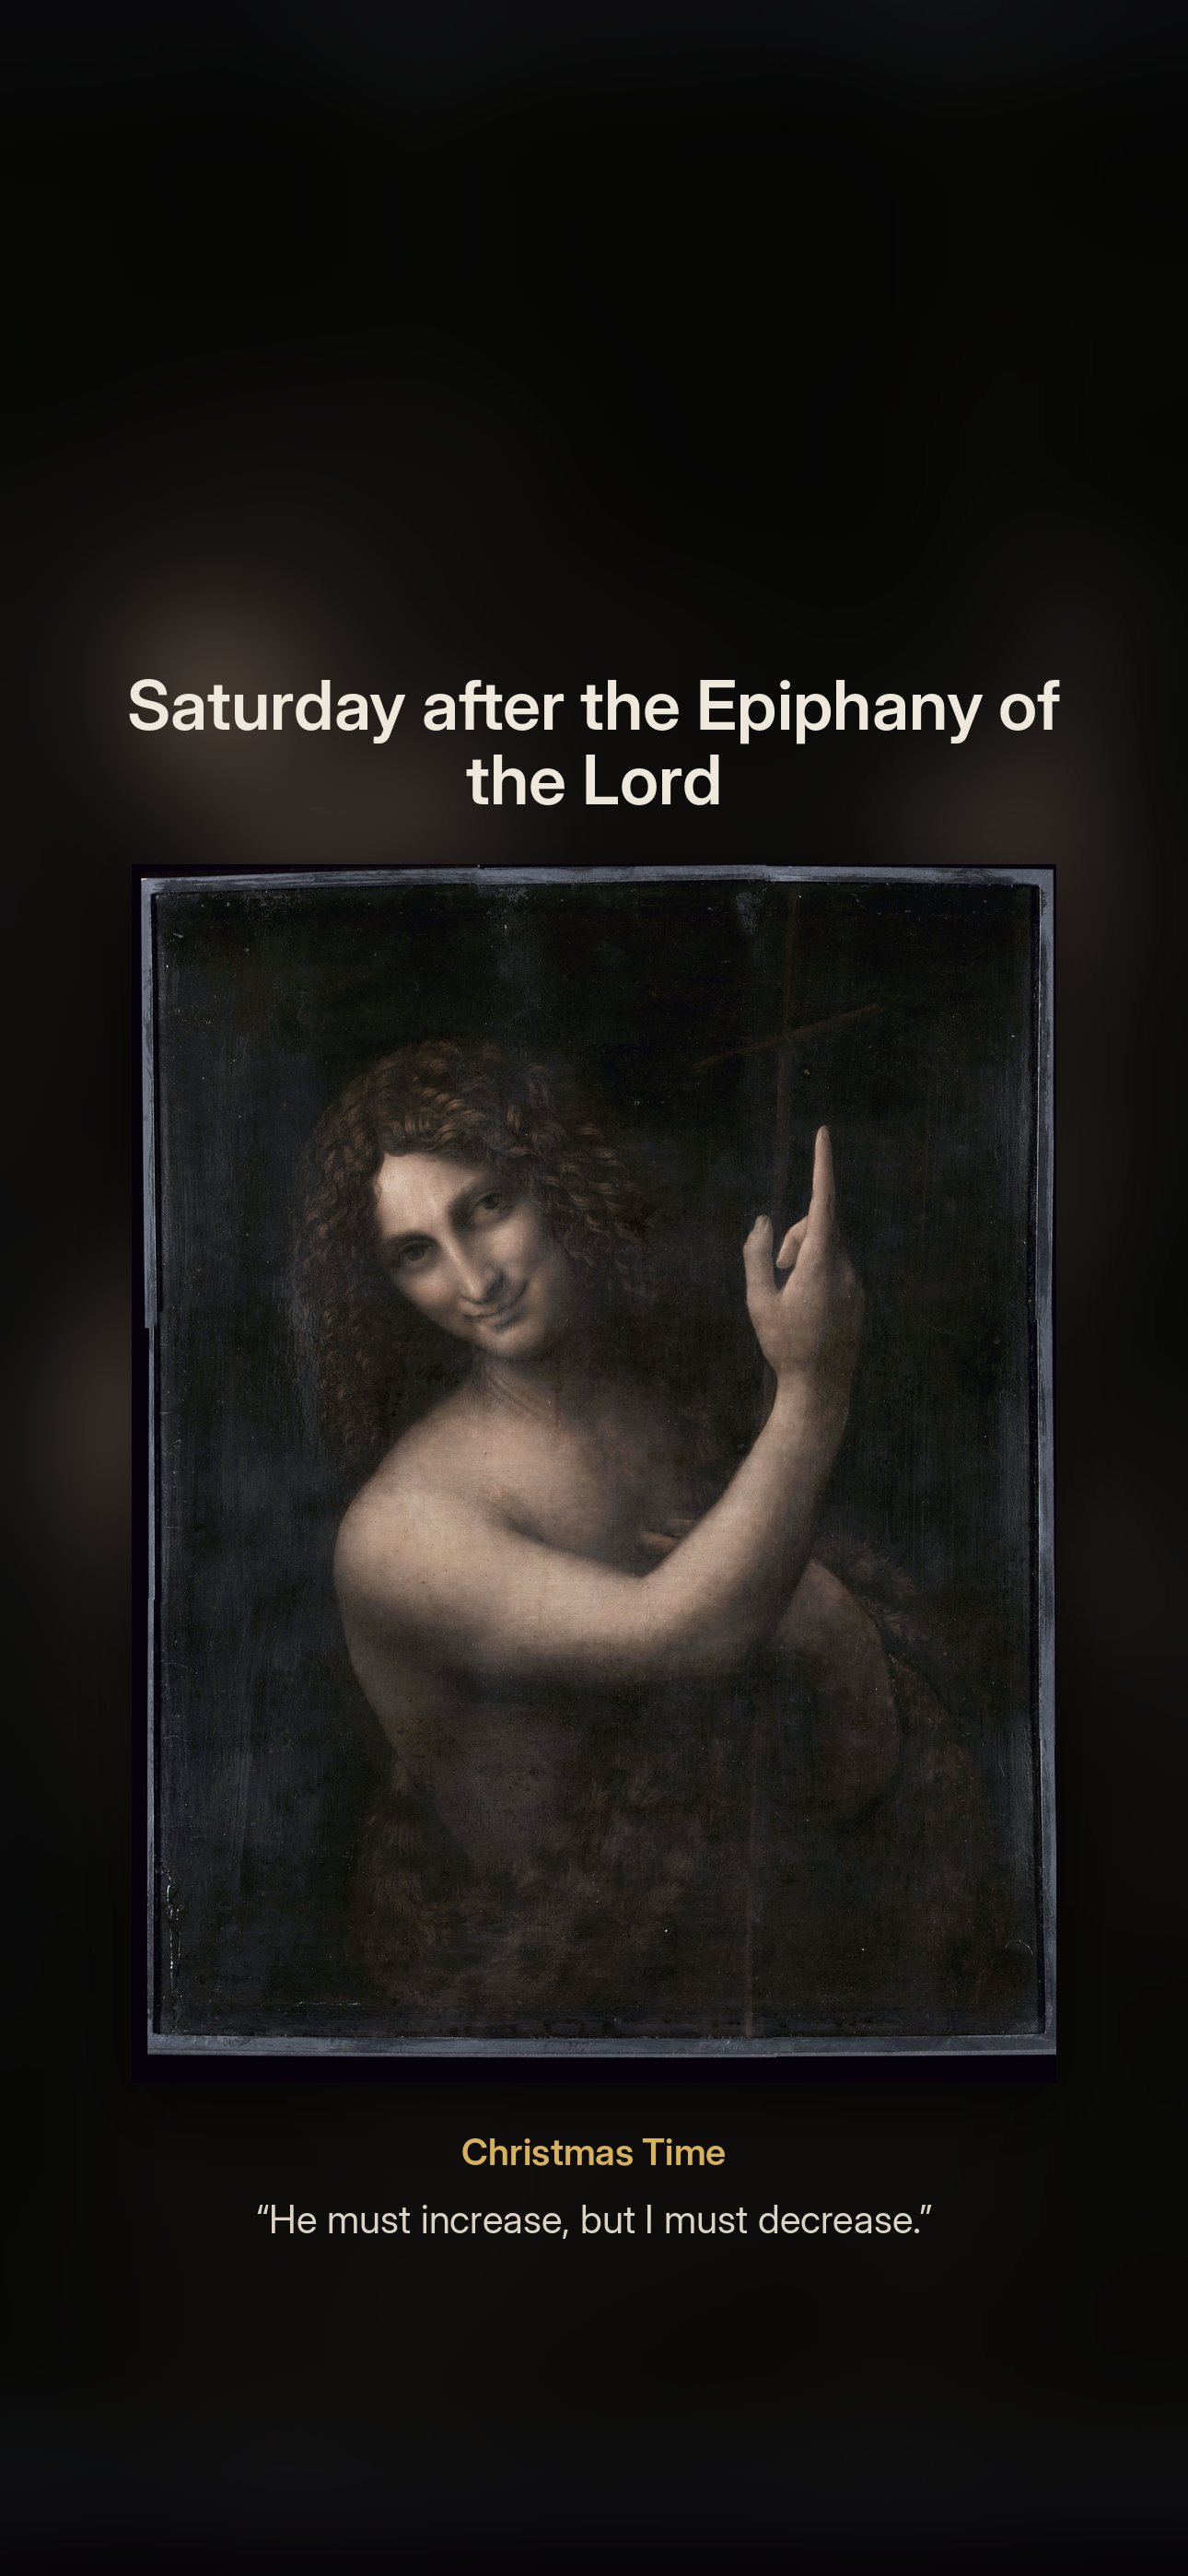 Saturday after the Epiphany of
the Lord
Christmas Time
“He must increase, but I must decrease.”